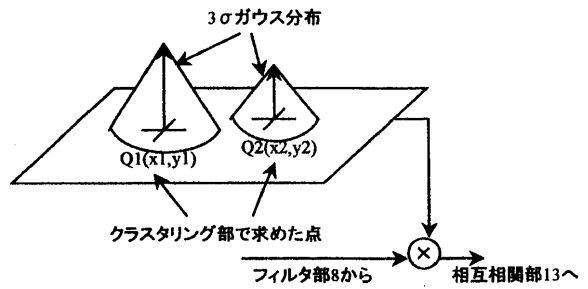 3σガウス分布
Q1(x1,y1)
Q2(x2,y2)
クラスタリング部で求めた点
フィルタ部8から
相互相関部13へ